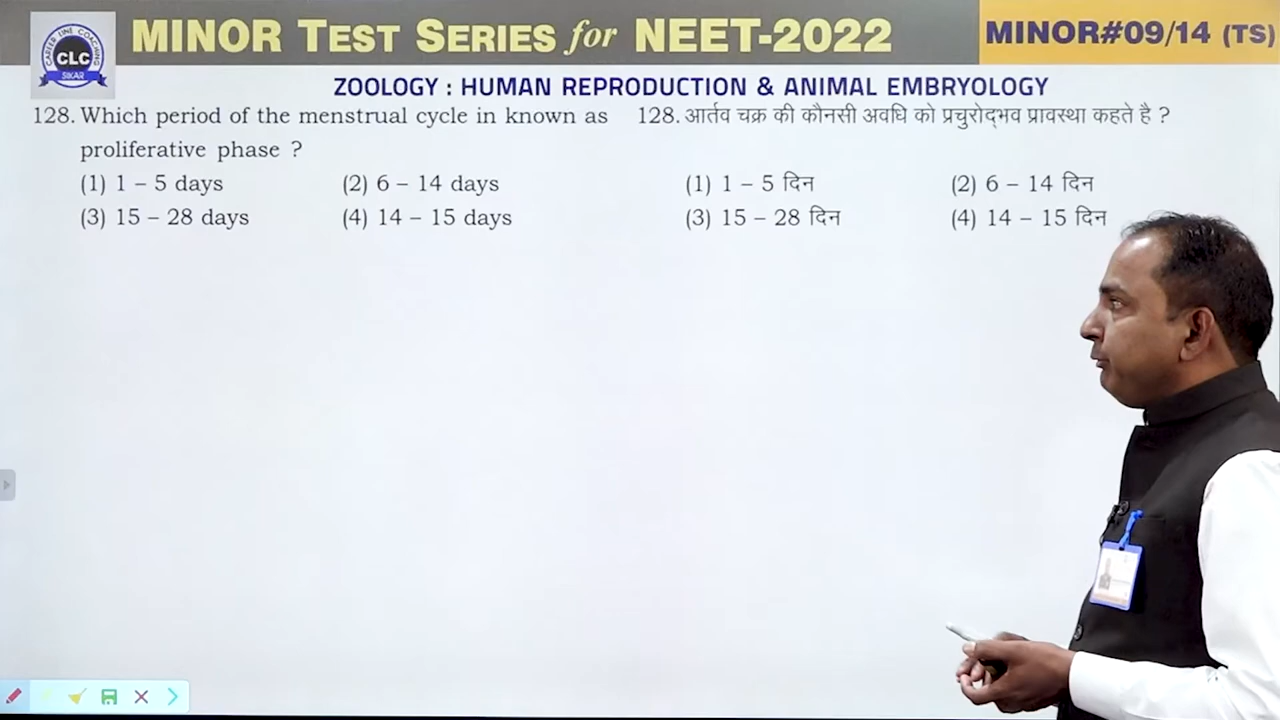 CAREER LINE COACHING
CLC
SIKAR
MINOR TEST SERIES for NEET-2022
MINOR#09/14 (TS)
ZOOLOGY : HUMAN REPRODUCTION & ANIMAL EMBRYOLOGY
128. Which period of the menstrual cycle in known as
proliferative phase ?
(1) 1 – 5 days (2) 6 – 14 days
(3) 15 – 28 days (4) 14 – 15 days
128. आर्तव चक्र की कौनसी अवधि को प्रचुरोद्भव प्रावस्था कहते है ?
(1) 1 – 5 दिन (2) 6 – 14 दिन
(3) 15 – 28 दिन (4) 14 – 15 दिन